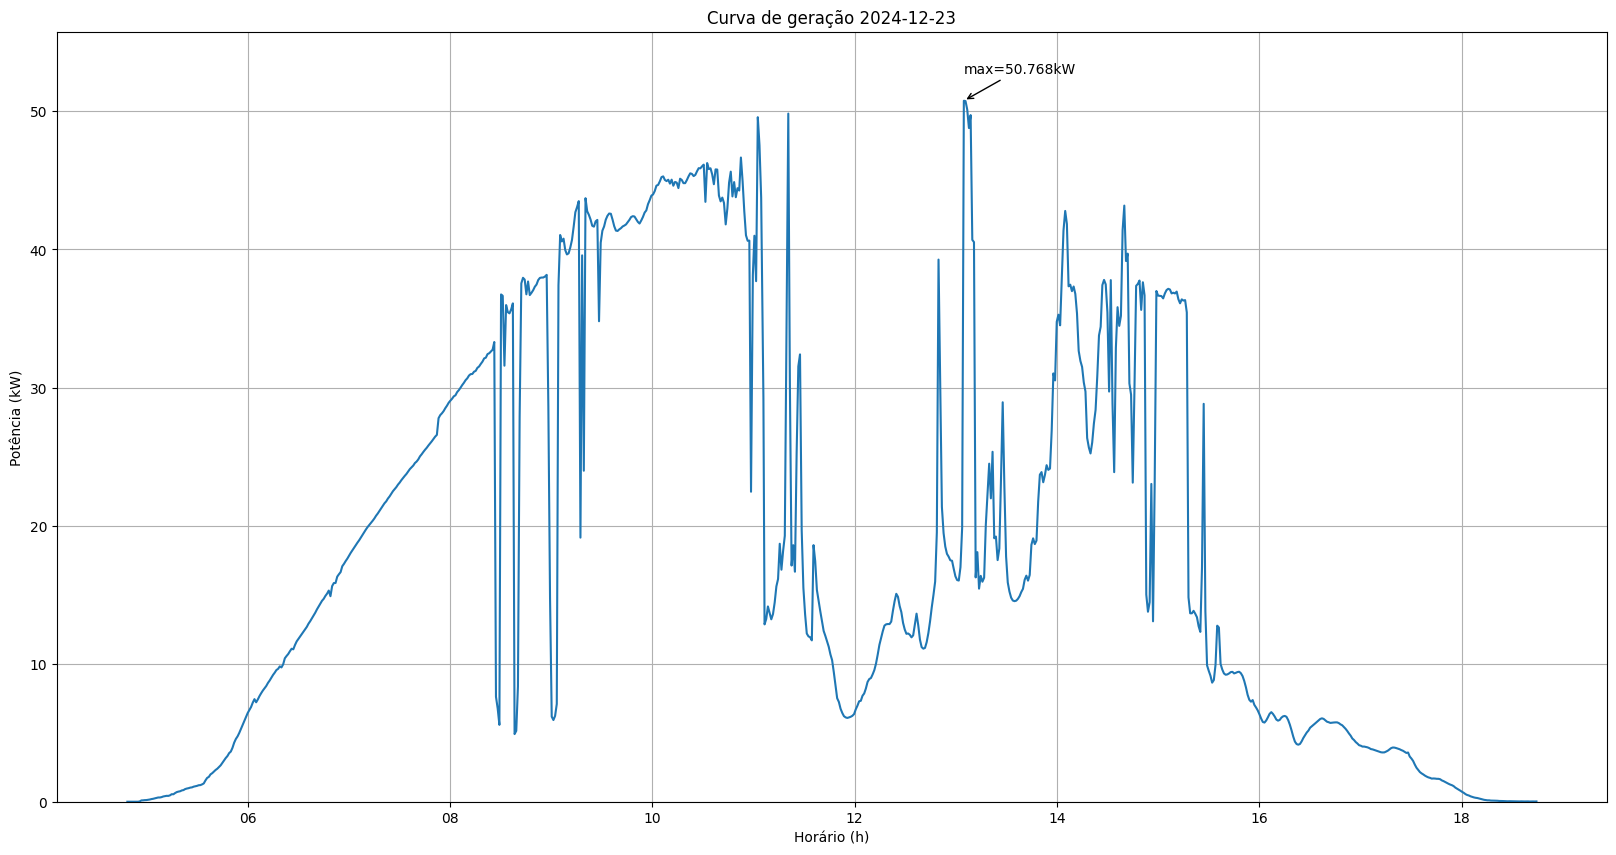 Curva de geração 2024-12-23
max=50.768kW
50
40
30
20
10
0
Potência (kW)
06 08 10 12 14 16 18
Horário (h)